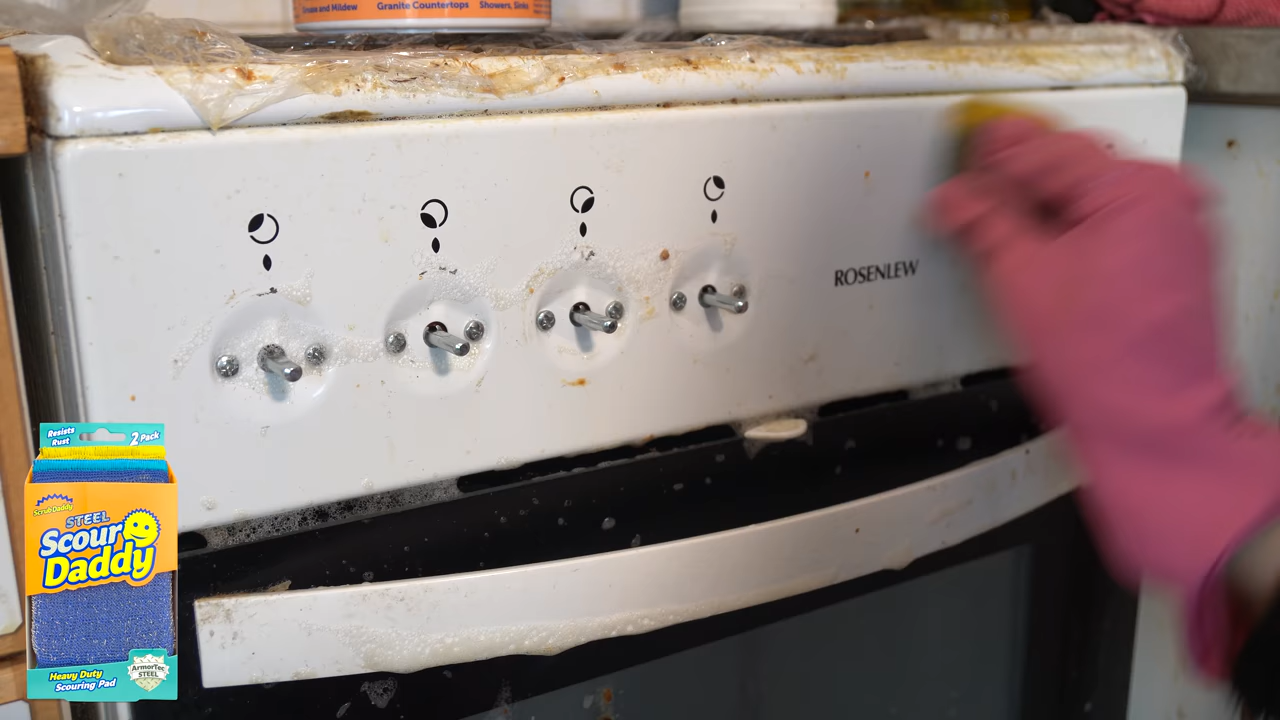 Granite Countertops
Showers, Sinks
ROSENLEW
Resists
Rust
2 Pack
Scrub Daddy
STEEL
Scour
Daddy
ArmorTec
STEEL
Heavy Duty
Scouring Pad